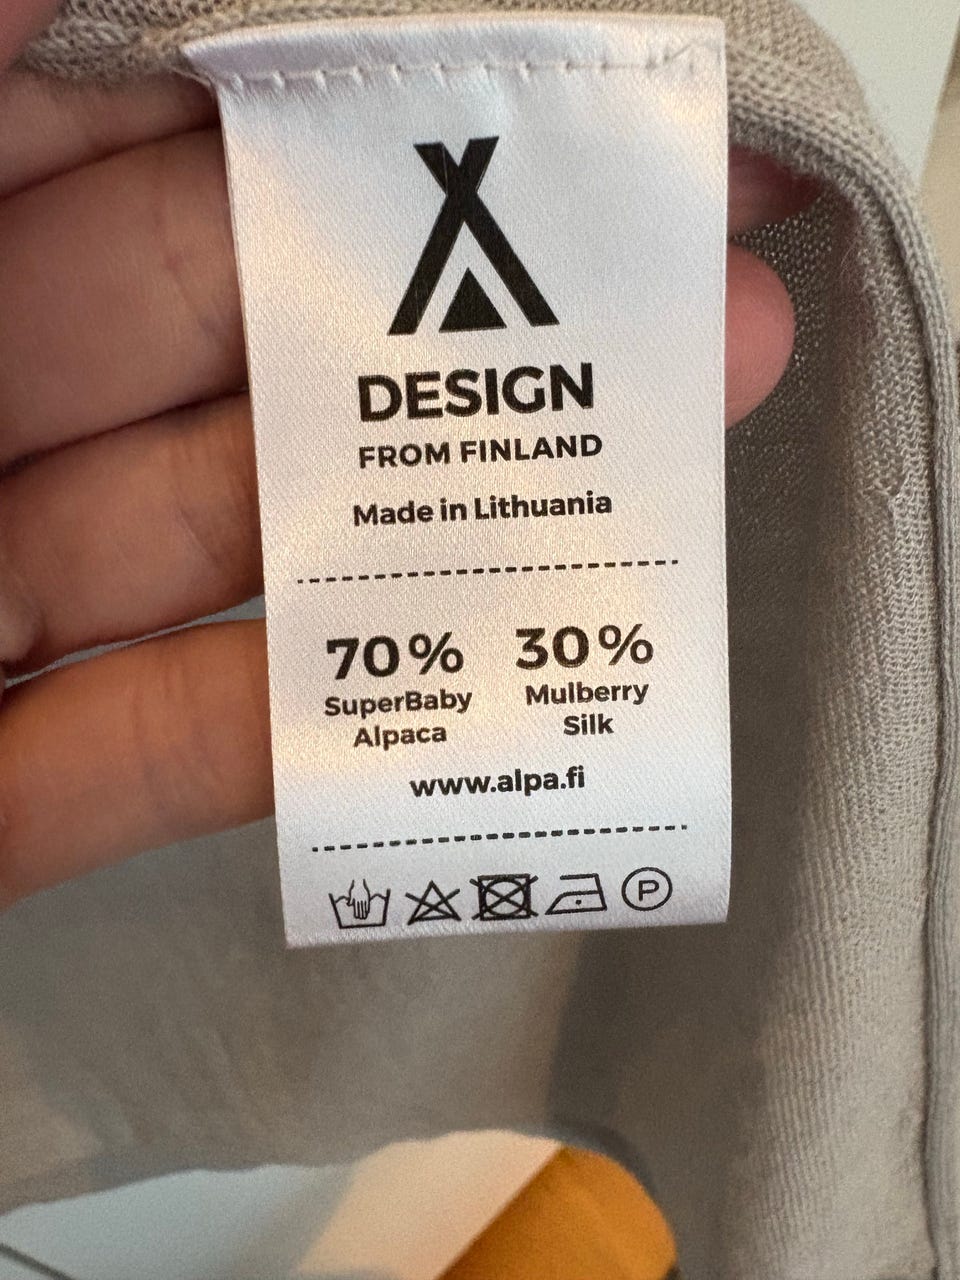 DESIGN
FROM FINLAND
Made in Lithuania
70% 30%
SuperBaby Mulberry
Alpaca Silk
www.alpa.fi
P